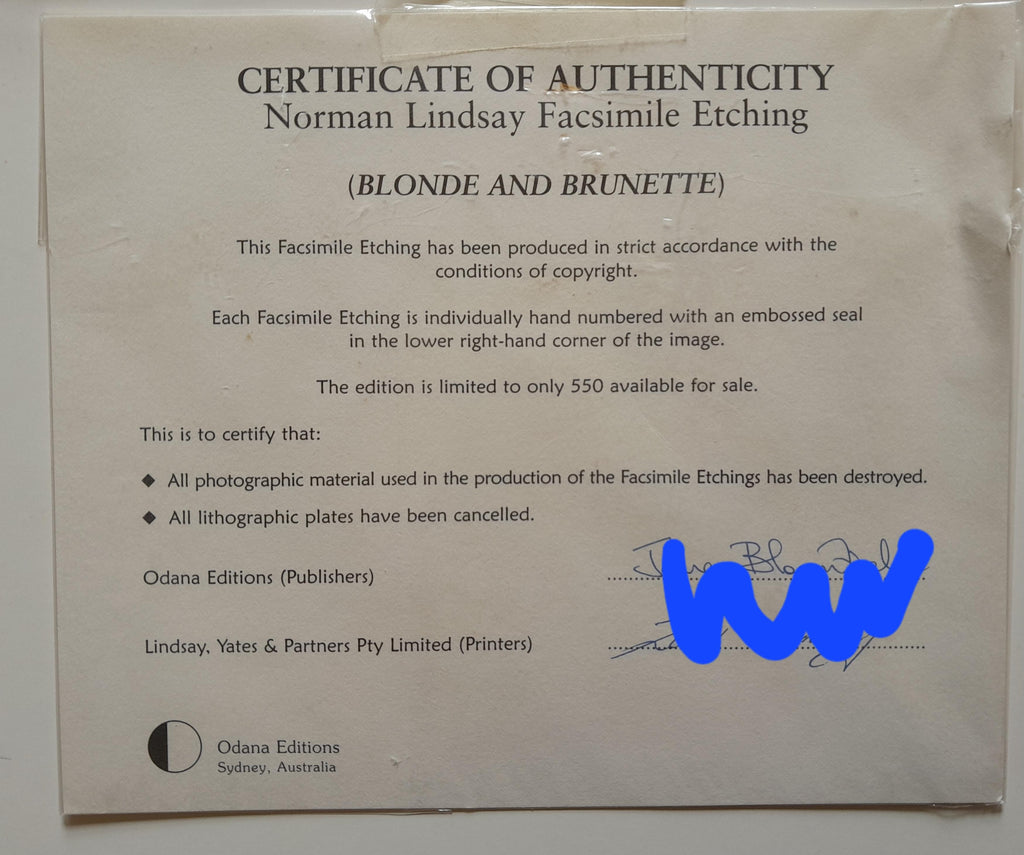 CERTIFICATE OF AUTHENTICITY
Norman Lindsay Facsimile Etching
(BLONDE AND BRUNETTE)
This Facsimile Etching has been produced in strict accordance with the
conditions of copyright.
Each Facsimile Etching is individually hand numbered with an embossed seal
in the lower right-hand corner of the image.
The edition is limited to only 550 available for sale.
This is to certify that:
◆ All photographic material used in the production of the Facsimile Etchings has been destroyed.
◆ All lithographic plates have been cancelled.
Odana Editions (Publishers)
Lindsay, Yates & Partners Pty Limited (Printers)
Odana Editions
Sydney, Australia